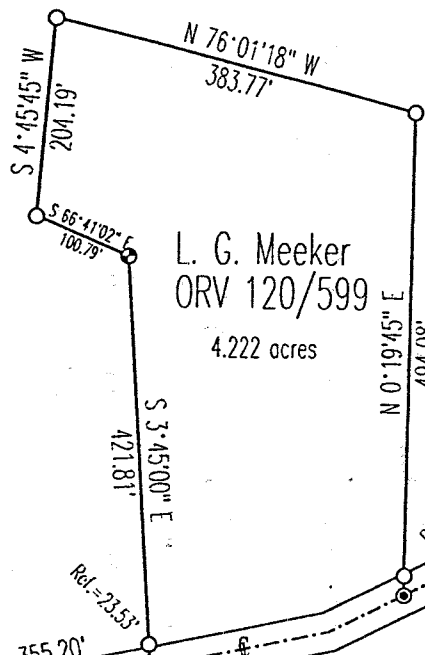 N 76°01'18" W
383.77'
S 4°45'45" W
204.19'
S 66°41'02" E
100.79'
L. G. Meeker
ORV 120/599
4.222 acres
N 0°19'45" E
S 3°45'00" E
421.81'
Ref.=23.53'
355.20'